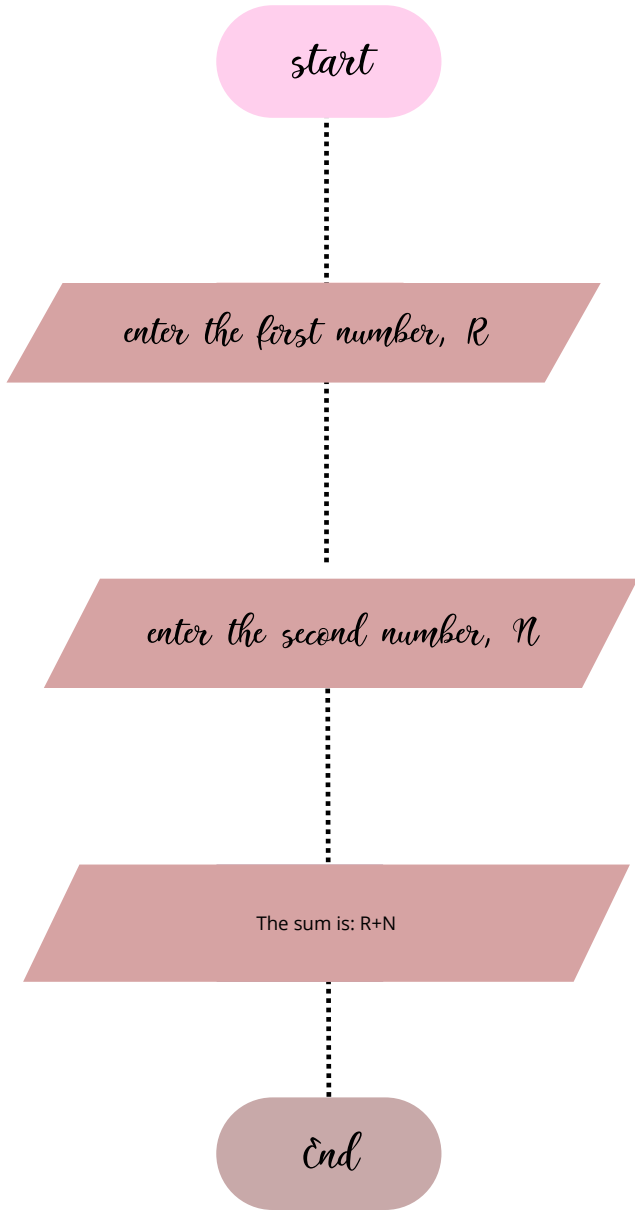 start
enter the first number, R
enter the second number, N
The sum is: R+N
End